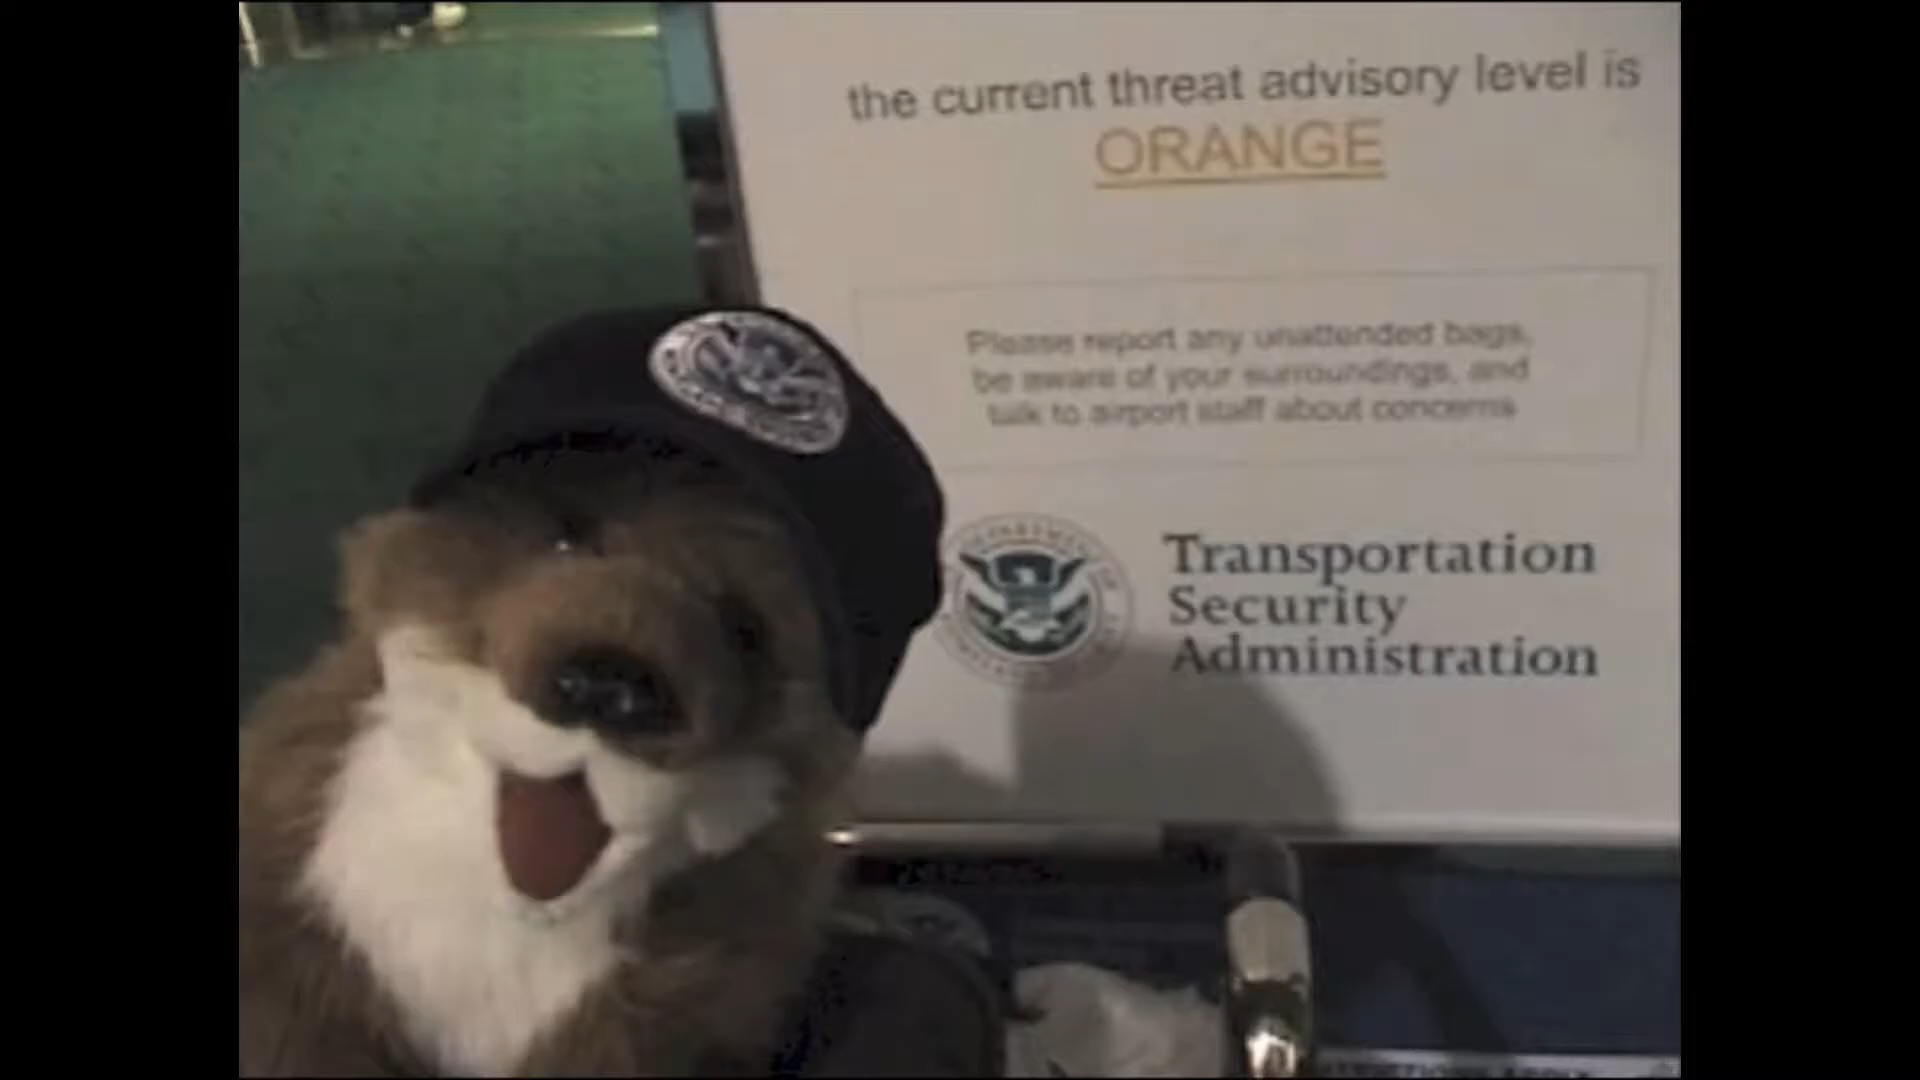 the current threat advisory level is
ORANGE
Please report any unattended bags,
be aware of your surroundings, and
talk to airport staff about concerns
Transportation
Security
Administration